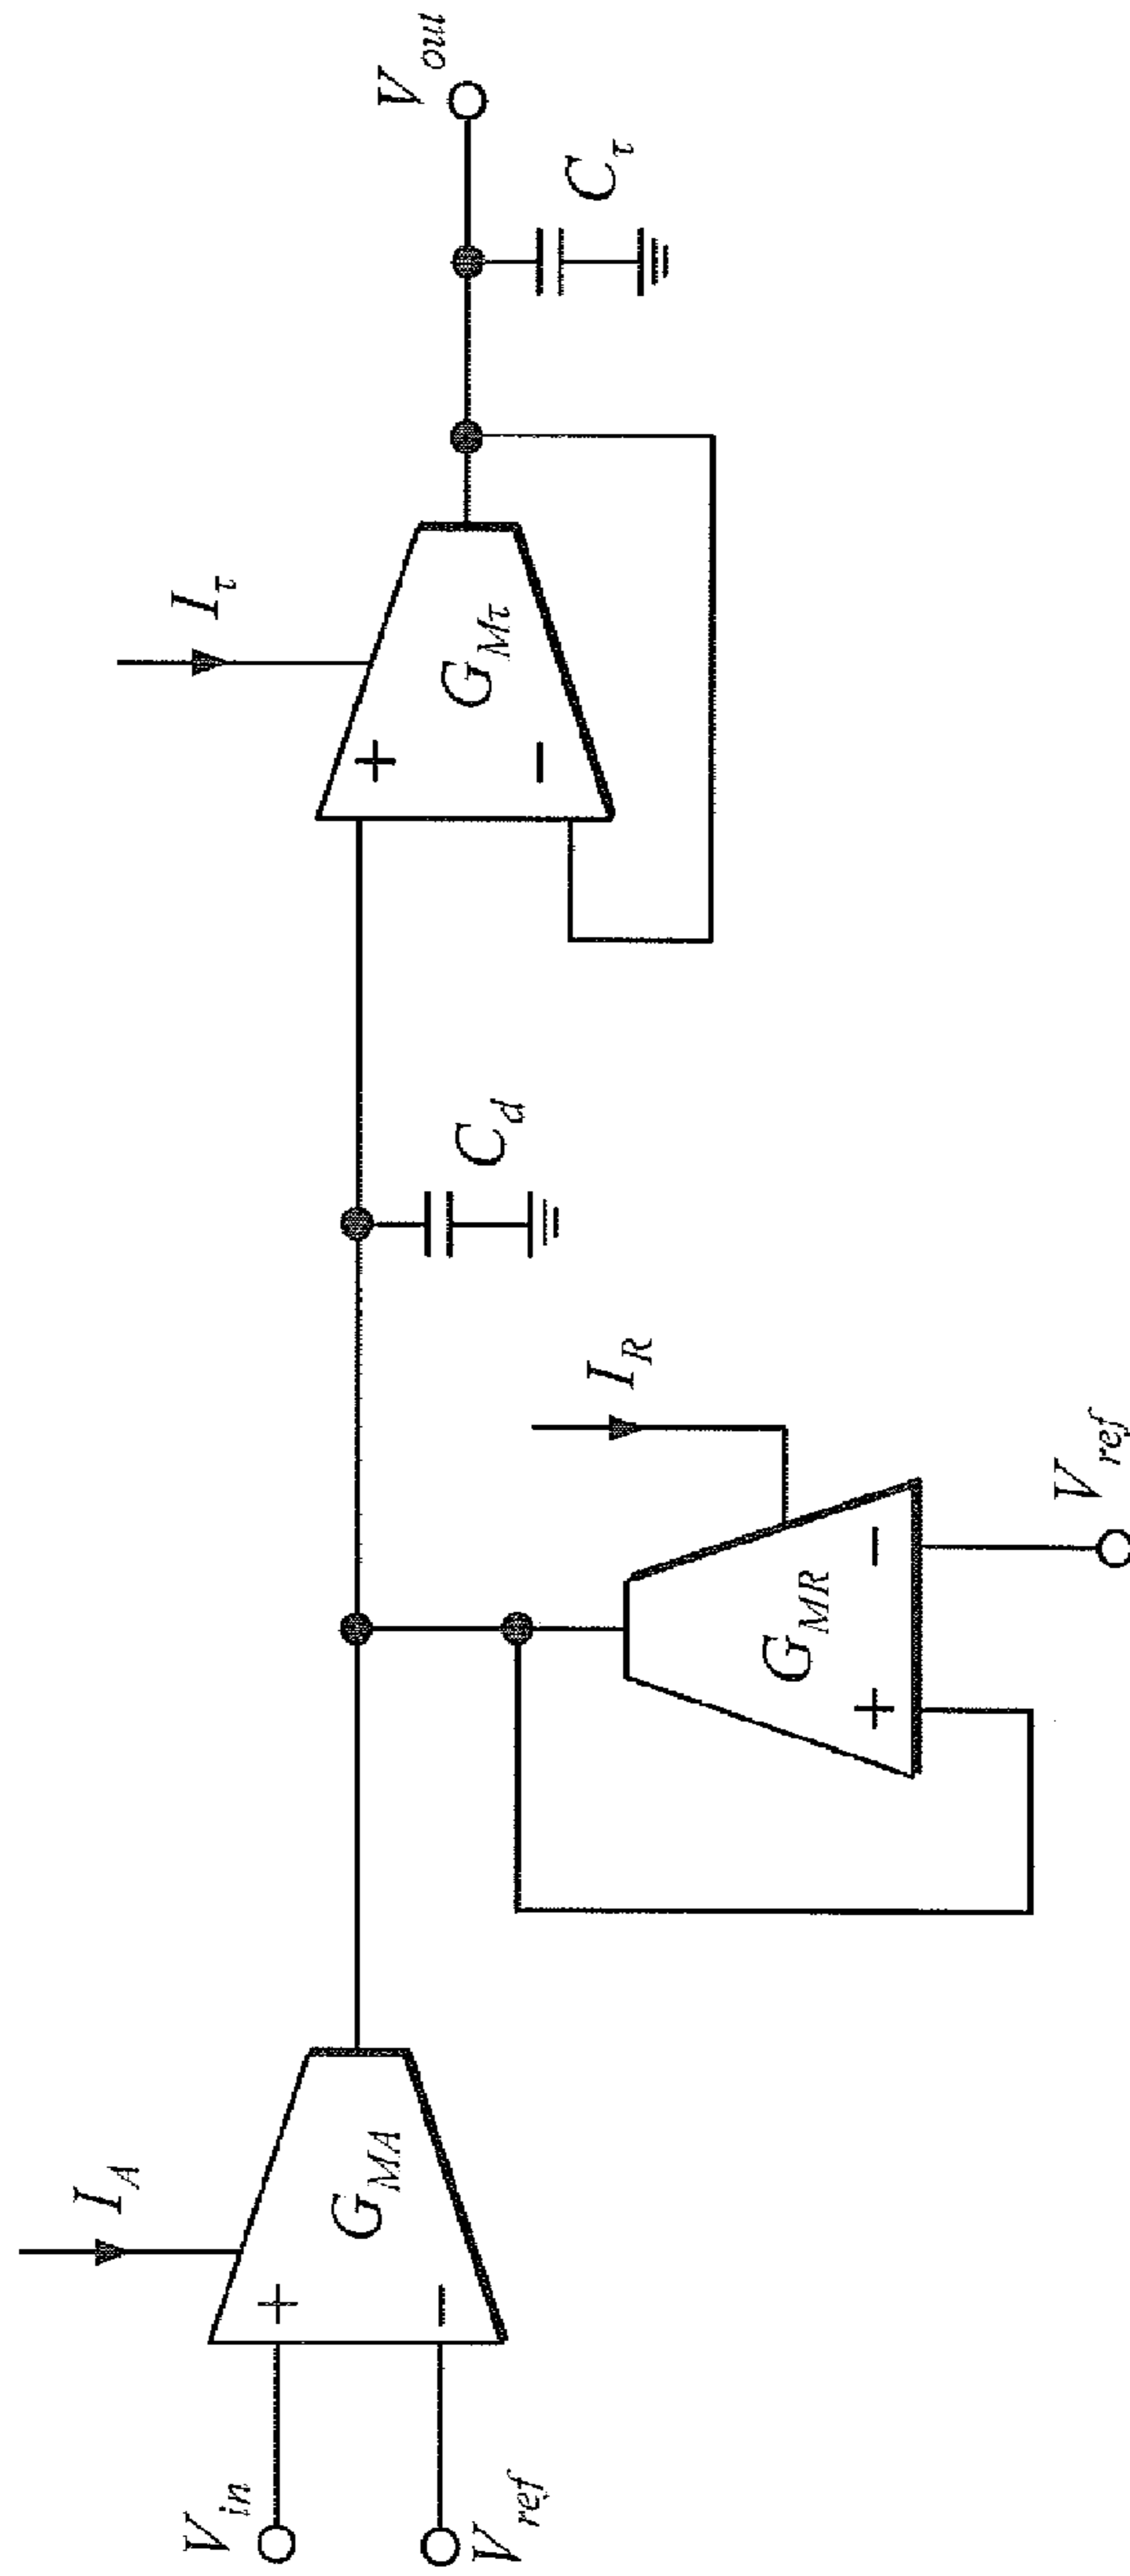 V_in
V_ref
I_A
+
−
G_MA
+
−
G_MR
I_R
V_ref
C_d
+
−
G_Mτ
I_τ
C_τ
V_out